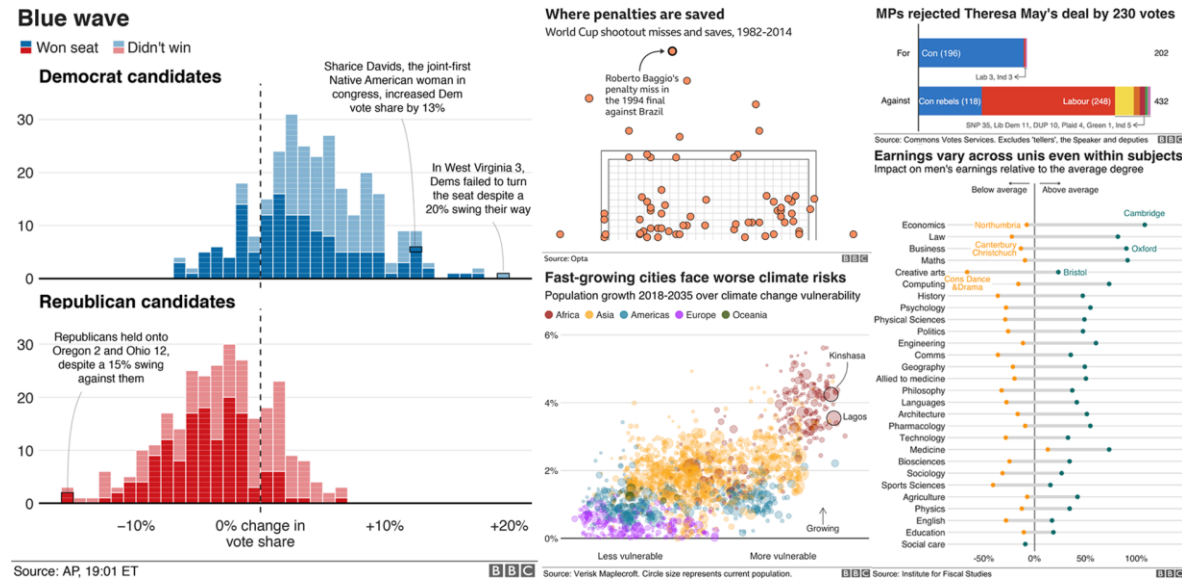 Blue wave
Won seat
Didn't win
Democrat candidates
Sharice Davids, the joint-first
Native American woman in
congress, increased Dem
vote share by 13%
In West Virginia 3,
Dems failed to turn
the seat despite a
20% swing their way
30
20
10
0
Republican candidates
Republicans held onto
Oregon 2 and Ohio 12,
despite a 15% swing
against them
30
20
10
0
−10%
0% change in
vote share
+10%
+20%
Source: AP, 19:01 ET
BBC
Where penalties are saved
World Cup shootout misses and saves, 1982-2014
Roberto Baggio's
penalty miss in
the 1994 final
against Brazil
Source: Opta
BBC
Fast-growing cities face worse climate risks
Population growth 2018-2035 over climate change vulnerability
Africa
Asia
Americas
Europe
Oceania
6%
4%
2%
0%
Kinshasa
Lagos
Growing
Less vulnerable
More vulnerable
Source: Verisk Maplecroft. Circle size represents current population.
BBC
MPs rejected Theresa May's deal by 230 votes
For
Con (196)
202
Lab 3, Ind 3
Against
Con rebels (118)
Labour (248)
432
SNP 35, Lib Dem 11, DUP 10, Plaid 4, Green 1, Ind 5
Source: Commons Votes Services. Excludes 'tellers', the Speaker and deputies
BBC
Earnings vary across unis even within subjects
Impact on men's earnings relative to the average degree
Below average
Above average
Cambridge
Economics
Northumbria
Law
Business
Canterbury
Christchuch
Oxford
Maths
Creative arts
Bristol
Cons Dance
&Drama
Computing
History
Psychology
Physical Sciences
Politics
Engineering
Comms
Geography
Allied to medicine
Philosophy
Languages
Architecture
Pharmacology
Technology
Medicine
Biosciences
Sociology
Sports Sciences
Agriculture
Physics
English
Education
Social care
-50%
0%
50%
100%
Source: Institute for Fiscal Studies
BBC